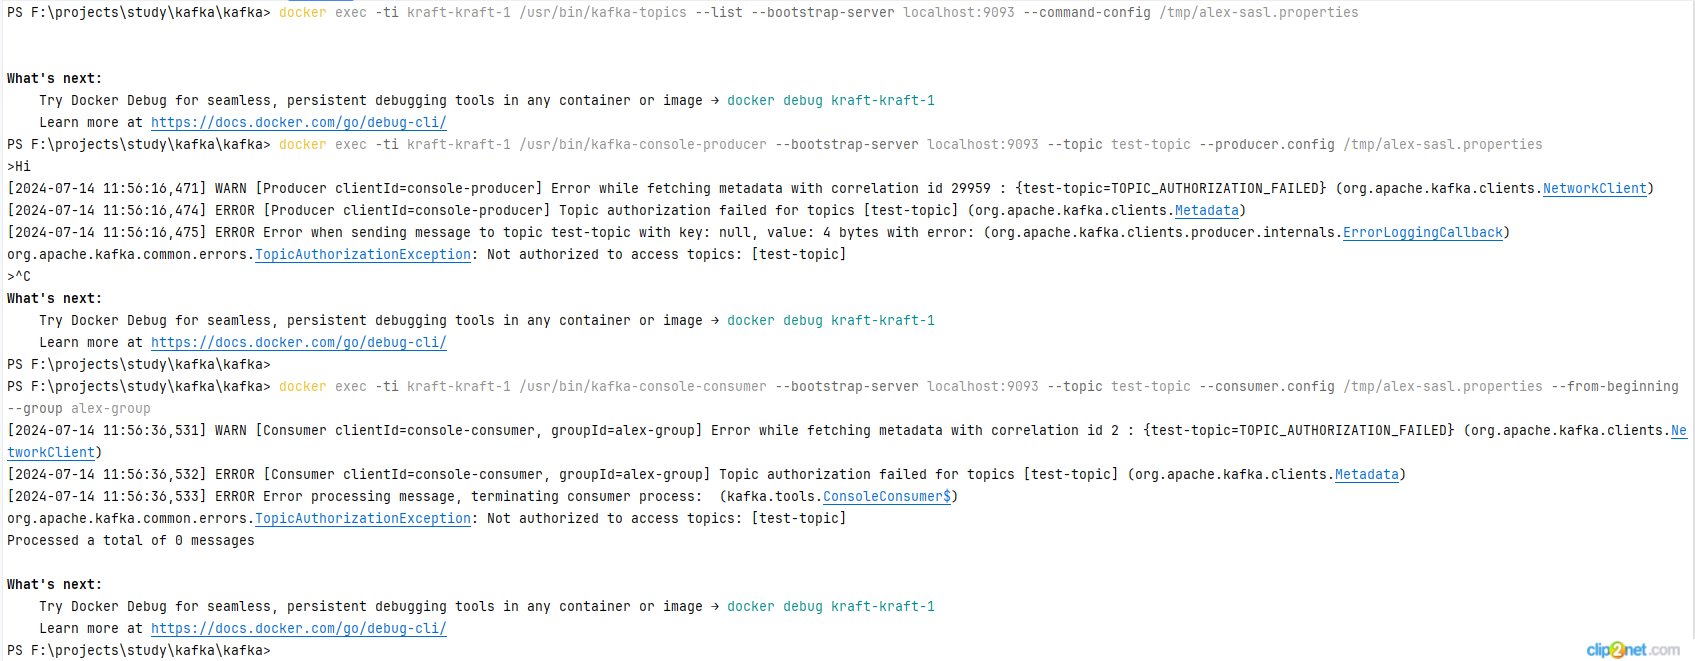 PS F:\projects\study\kafka\kafka> docker exec -ti kraft-kraft-1 /usr/bin/kafka-topics --list --bootstrap-server localhost:9093 --command-config /tmp/alex-sasl.properties
What's next:
    Try Docker Debug for seamless, persistent debugging tools in any container or image → docker debug kraft-kraft-1
    Learn more at https://docs.docker.com/go/debug-cli/
PS F:\projects\study\kafka\kafka> docker exec -ti kraft-kraft-1 /usr/bin/kafka-console-producer --bootstrap-server localhost:9093 --topic test-topic --producer.config /tmp/alex-sasl.properties
>Hi
[2024-07-14 11:56:16,471] WARN [Producer clientId=console-producer] Error while fetching metadata with correlation id 29959 : {test-topic=TOPIC_AUTHORIZATION_FAILED} (org.apache.kafka.clients.NetworkClient)
[2024-07-14 11:56:16,474] ERROR [Producer clientId=console-producer] Topic authorization failed for topics [test-topic] (org.apache.kafka.clients.Metadata)
[2024-07-14 11:56:16,475] ERROR Error when sending message to topic test-topic with key: null, value: 4 bytes with error: (org.apache.kafka.clients.producer.internals.ErrorLoggingCallback)
org.apache.kafka.common.errors.TopicAuthorizationException: Not authorized to access topics: [test-topic]
>^C
What's next:
    Try Docker Debug for seamless, persistent debugging tools in any container or image → docker debug kraft-kraft-1
    Learn more at https://docs.docker.com/go/debug-cli/
PS F:\projects\study\kafka\kafka>
PS F:\projects\study\kafka\kafka> docker exec -ti kraft-kraft-1 /usr/bin/kafka-console-consumer --bootstrap-server localhost:9093 --topic test-topic --consumer.config /tmp/alex-sasl.properties --from-beginning
--group alex-group
[2024-07-14 11:56:36,531] WARN [Consumer clientId=console-consumer, groupId=alex-group] Error while fetching metadata with correlation id 2 : {test-topic=TOPIC_AUTHORIZATION_FAILED} (org.apache.kafka.clients.Ne
tworkClient)
[2024-07-14 11:56:36,532] ERROR [Consumer clientId=console-consumer, groupId=alex-group] Topic authorization failed for topics [test-topic] (org.apache.kafka.clients.Metadata)
[2024-07-14 11:56:36,533] ERROR Error processing message, terminating consumer process:  (kafka.tools.ConsoleConsumer$)
org.apache.kafka.common.errors.TopicAuthorizationException: Not authorized to access topics: [test-topic]
Processed a total of 0 messages
What's next:
    Try Docker Debug for seamless, persistent debugging tools in any container or image → docker debug kraft-kraft-1
    Learn more at https://docs.docker.com/go/debug-cli/
PS F:\projects\study\kafka\kafka>
clip2net.com